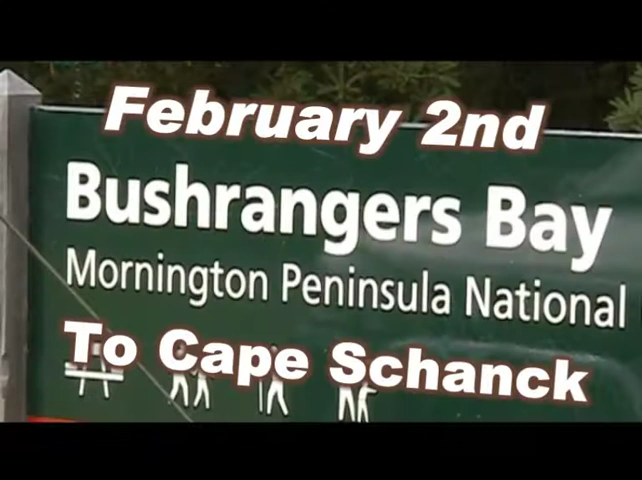 February 2nd
Bushrangers Bay
Mornington Peninsula National
To Cape Schanck